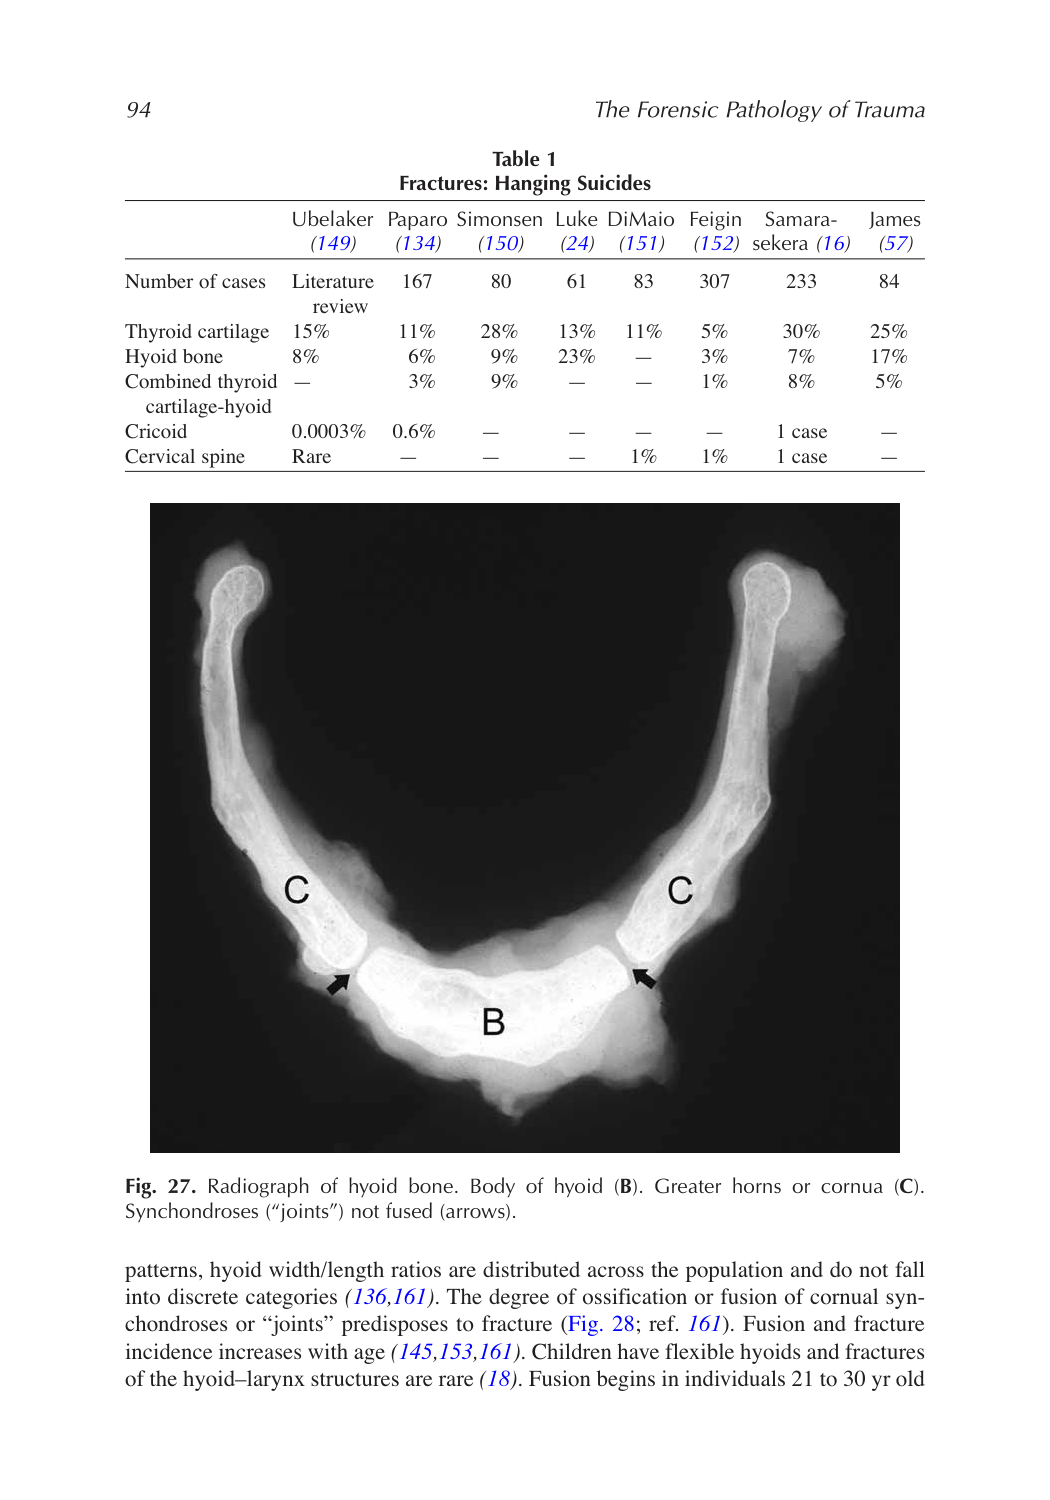 94 The Forensic Pathology of Trauma
Table 1
Fractures: Hanging Suicides
Ubelaker Paparo Simonsen Luke DiMaio Feigin Samara- James
(149) (134) (150) (24) (151) (152) sekera (16) (57)
Number of cases Literature 167 80 61 83 307 233 84
review
Thyroid cartilage 15% 11% 28% 13% 11% 5% 30% 25%
Hyoid bone 8% 6% 9% 23% — 3% 7% 17%
Combined thyroid — 3% 9% — — 1% 8% 5%
cartilage-hyoid
Cricoid 0.0003% 0.6% — — — — 1 case —
Cervical spine Rare — — — 1% 1% 1 case —
C C
B
Fig. 27. Radiograph of hyoid bone. Body of hyoid (B). Greater horns or cornua (C).
Synchondroses (“joints”) not fused (arrows).
patterns, hyoid width/length ratios are distributed across the population and do not fall
into discrete categories (136,161). The degree of ossification or fusion of cornual syn-
chondroses or “joints” predisposes to fracture (Fig. 28; ref. 161). Fusion and fracture
incidence increases with age (145,153,161). Children have flexible hyoids and fractures
of the hyoid–larynx structures are rare (18). Fusion begins in individuals 21 to 30 yr old